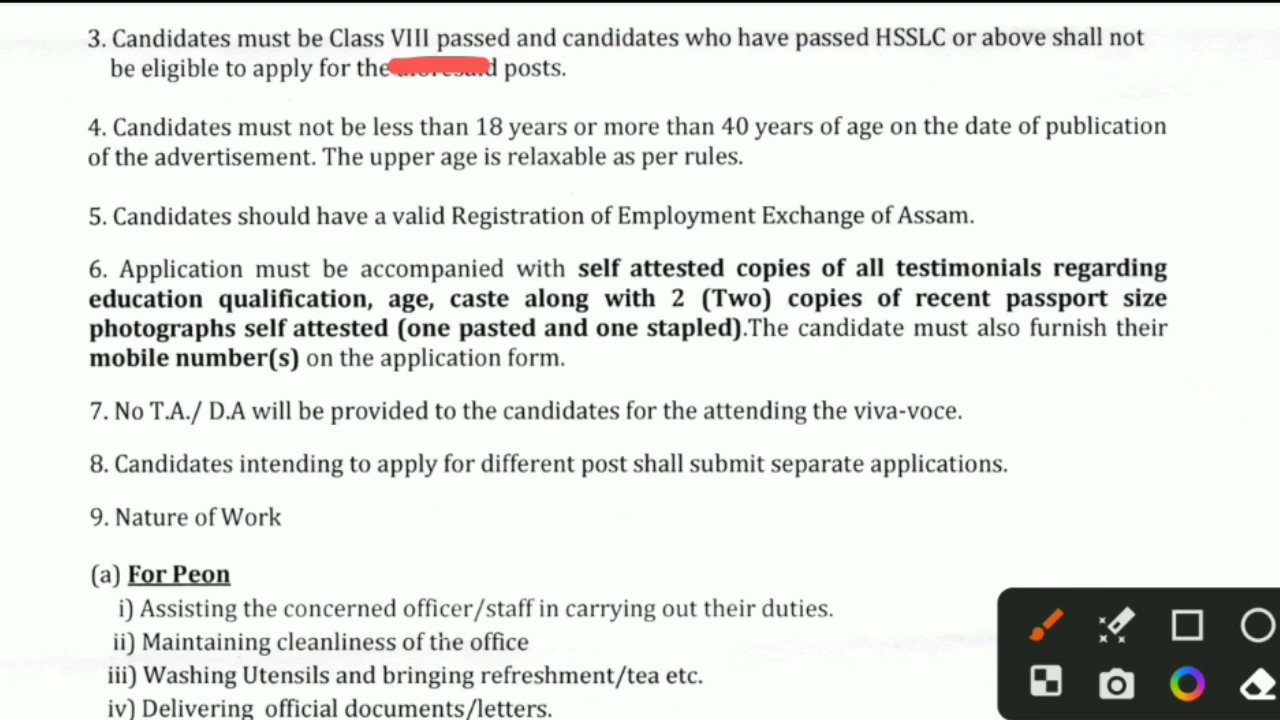 3. Candidates must be Class VIII passed and candidates who have passed HSSLC or above shall not
be eligible to apply for the posts.
4. Candidates must not be less than 18 years or more than 40 years of age on the date of publication
of the advertisement. The upper age is relaxable as per rules.
5. Candidates should have a valid Registration of Employment Exchange of Assam.
6. Application must be accompanied with self attested copies of all testimonials regarding
education qualification, age, caste along with 2 (Two) copies of recent passport size
photographs self attested (one pasted and one stapled).The candidate must also furnish their
mobile number(s) on the application form.
7. No T.A./ D.A will be provided to the candidates for the attending the viva-voce.
8. Candidates intending to apply for different post shall submit separate applications.
9. Nature of Work
(a) For Peon
i) Assisting the concerned officer/staff in carrying out their duties.
ii) Maintaining cleanliness of the office
iii) Washing Utensils and bringing refreshment/tea etc.
iv) Delivering official documents/letters.